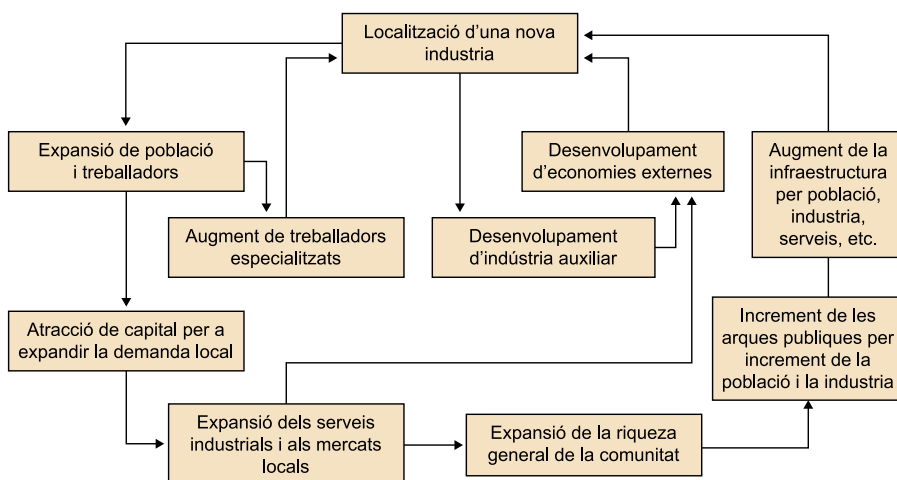 Localització d'una nova
industria
Expansió de població
i treballadors
Desenvolupament
d'economies externes
Augment de la
infraestructura
per població,
industria,
serveis, etc.
Augment de treballadors
especialitzats
Desenvolupament
d'indústria auxiliar
Atracció de capital per a
expandir la demanda local
Increment de les
arques publiques per
increment de la
població i la industria
Expansió dels serveis
industrials i als mercats
locals
Expansió de la riqueza
general de la comunitat